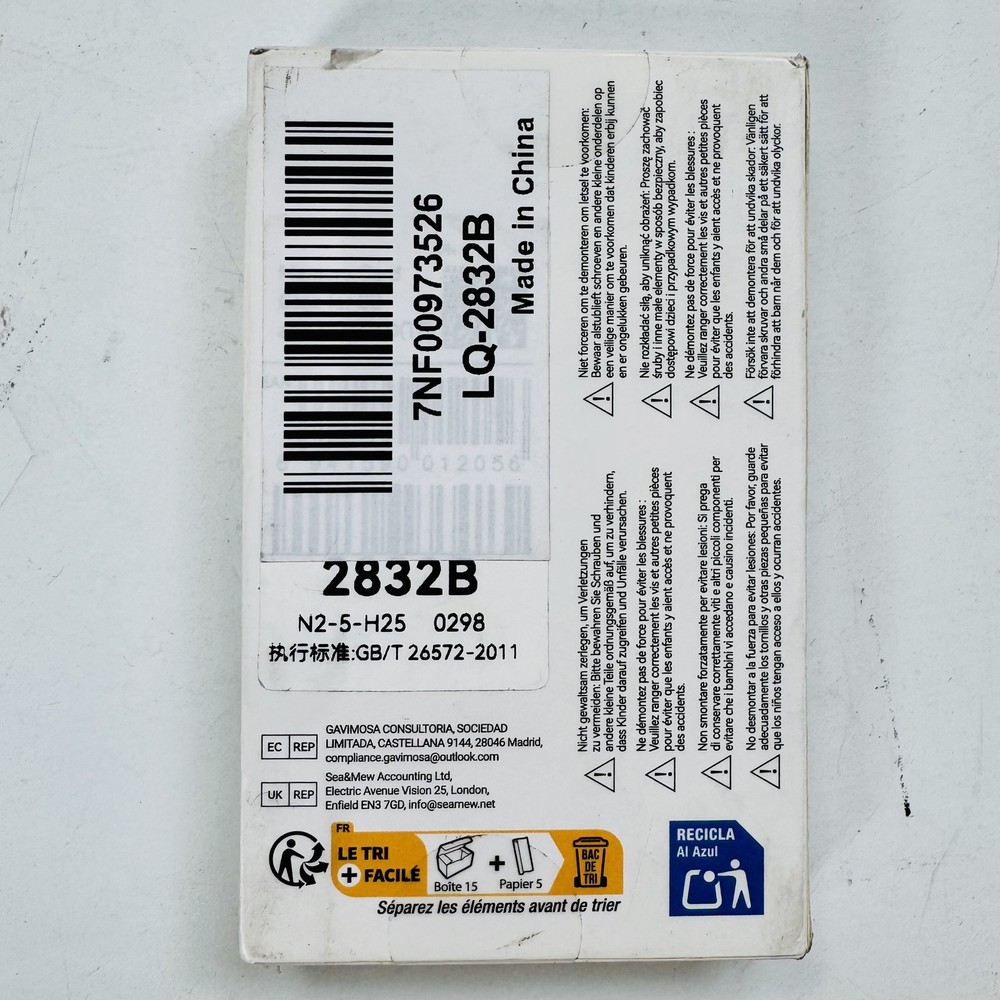 7NF00973526
LQ-2832B
Made in China
012056
2832B
N2-5-H25 0298
执行标准:GB/T 26572-2011
EC REP
GAVIMOSA CONSULTORIA, SOCIEDAD
LIMITADA, CASTELLANA 9144, 28046 Madrid,
compliance.gavimosa@outlook.com
UK REP
Sea&Mew Accounting Ltd,
Electric Avenue Vision 25, London,
Enfield EN3 7GD, info@searnew.net
FR
LE TRI
+ FACILÉ
Boîte 15
+
Papier 5
BAC
DE
TRI
Séparez les éléments avant de trier
RECICLA
Al Azul
Nicht gewaltsam zerlegen, um Verletzungen
zu vermeiden: Bitte bewahren Sie Schrauben und
andere kleine Teile ordnungsgemäß auf, um zu verhindern,
dass Kinder darauf zugreifen und Unfälle verursachen.
Ne démontez pas de force pour éviter les blessures :
Veuillez ranger correctement les vis et autres petites pièces
pour éviter que les enfants y aient accès et ne provoquent
des accidents.
Non smontare forzatamente per evitare lesioni: Si prega
di conservare correttamente viti e altri piccoli componenti per
evitare che i bambini vi accedano e causino incidenti.
No desmontar a la fuerza para evitar lesiones: Por favor, guarde
adecuadamente los tornillos y otras piezas pequeñas para evitar
que los niños tengan acceso a ellos y ocurran accidentes.
Niet forceren om te demonteren om letsel te voorkomen:
Bewaar alstublieft schroeven en andere kleine onderdelen op
een veilige manier om te voorkomen dat kinderen erbij kunnen
en er ongelukken gebeuren.
Nie rozkładać siłą, aby uniknąć obrażeń: Proszę zachować
śruby i inne małe elementy w sposób bezpieczny, aby zapobiec
dostępowi dzieci i przypadkowym wypadkom.
Ne démontez pas de force pour éviter les blessures :
Veuillez ranger correctement les vis et autres petites pièces
pour éviter que les enfants y aient accès et ne provoquent
des accidents.
Försök inte att demontera för att undvika skador: Vänligen
förvara skruvar och andra små delar på ett säkert sätt för att
förhindra att barn når dem och för att undvika olyckor.